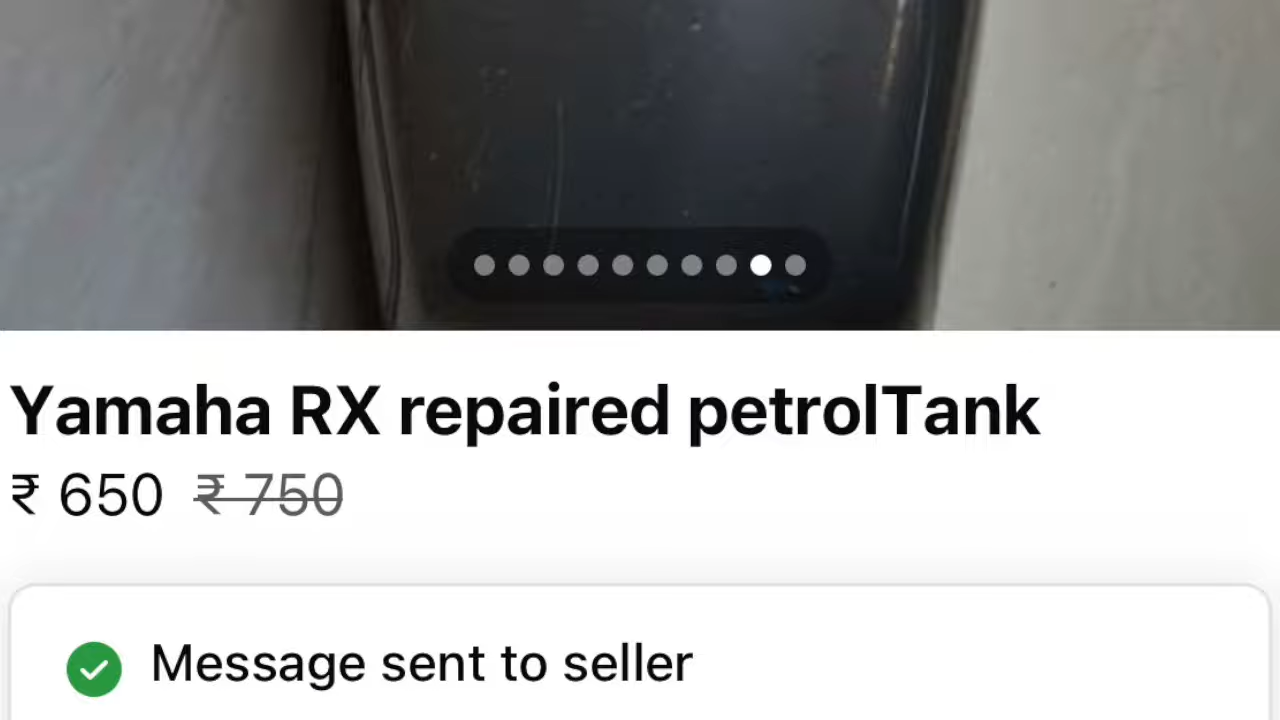 Yamaha RX repaired petrolTank
₹ 650 ₹ 750
Message sent to seller